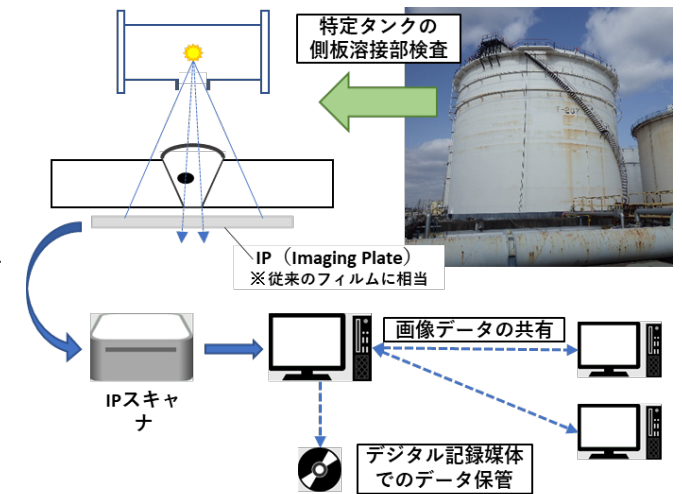 特定タンクの
側板溶接部検査
IP（Imaging Plate）
※従来のフィルムに相当
画像データの共有
IPスキャ
ナ
デジタル記録媒体
でのデータ保管